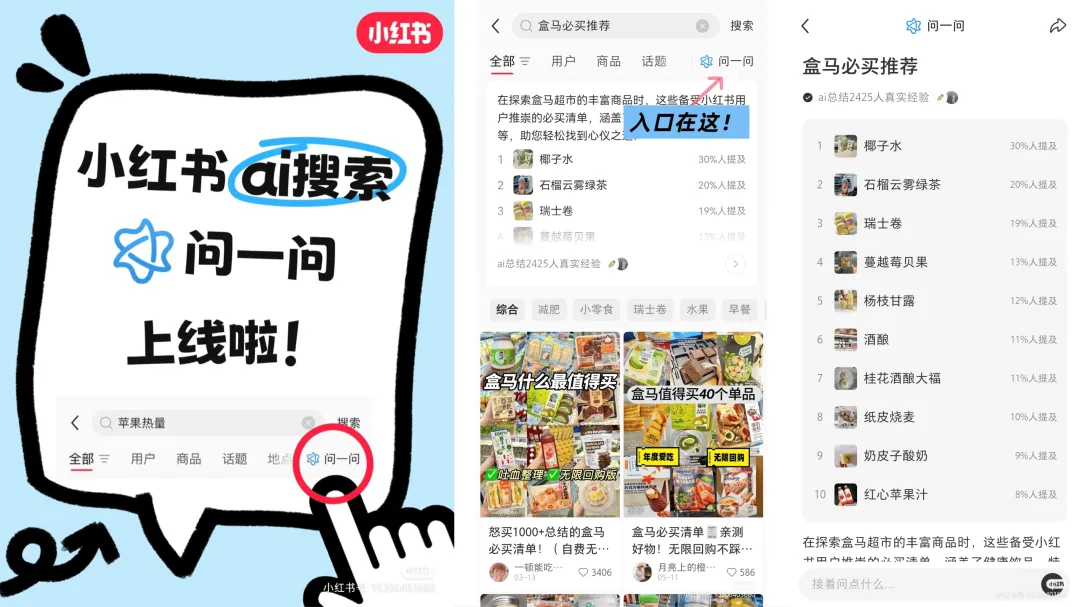 小红书
小红书ai搜索
问一问
上线啦！
苹果热量
搜索
全部
用户
商品
话题
地点
问一问
小红书
盒马必买推荐
搜索
全部
用户
商品
话题
问一问
在探索盒马超市的丰富商品时，这些备受小红书用
户推崇的必买清单，涵盖
等，助您轻松找到心仪之
入口在这！
1 椰子水 30%人提及
2 石榴云雾绿茶 20%人提及
3 瑞士卷 19%人提及
4 蔓越莓贝果 13%人提及
ai总结2425人真实经验
综合
减肥
小零食
瑞士卷
水果
早餐
盒马什么最值得买
吐血整理
无限回购版
怒买1000+总结的盒马
必买清单！（自费无…
一顿能吃…
03-13
3406
盒马值得买40个单品
年度爱吃
无限回购
盒马必买清单🧾亲测
好物！无限回购不踩…
月亮上的橙…
05-11
586
问一问
盒马必买推荐
ai总结2425人真实经验
1 椰子水 30%人提及
2 石榴云雾绿茶 20%人提及
3 瑞士卷 19%人提及
4 蔓越莓贝果 13%人提及
5 杨枝甘露 12%人提及
6 酒酿 11%人提及
7 桂花酒酿大福 11%人提及
8 纸皮烧麦 10%人提及
9 奶皮子酸奶 9%人提及
10 红心苹果汁 8%人提及
在探索盒马超市的丰富商品时，这些备受小红
书用户推崇的必买清单，涵盖了健康饮品、特
接着问点什么…